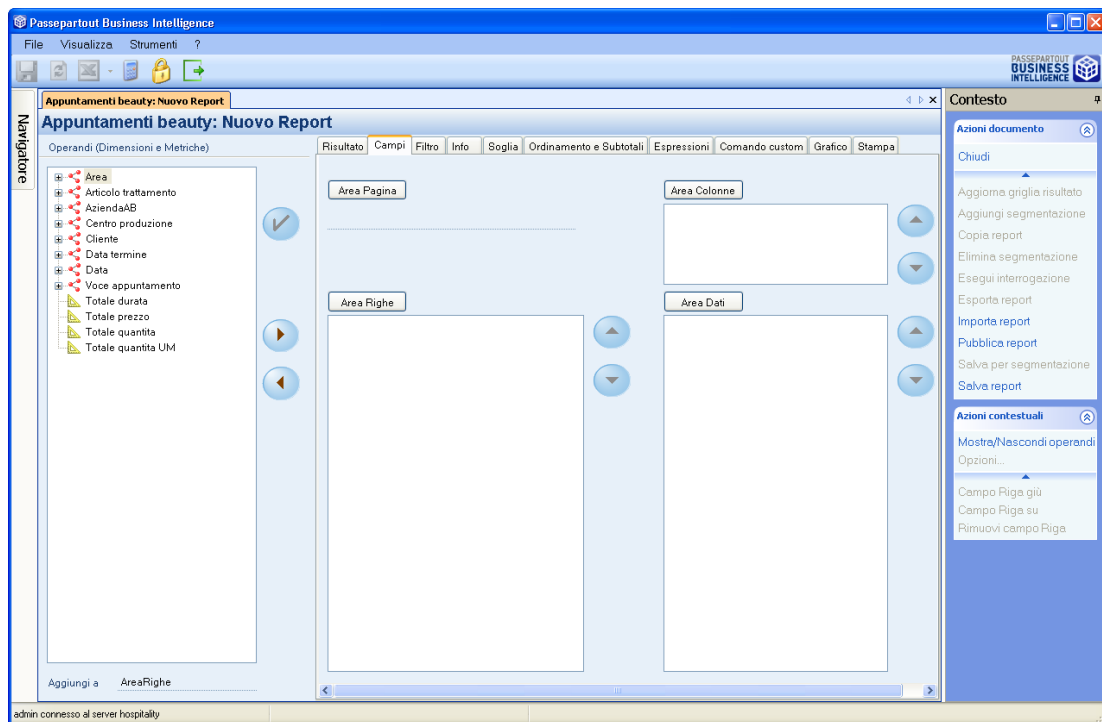 Passepartout Business Intelligence
File Visualizza Strumenti ?
PASSEPARTOUT
BUSINESS
INTELLIGENCE
Navigatore
Appuntamenti beauty: Nuovo Report
Appuntamenti beauty: Nuovo Report
Operandi (Dimensioni e Metriche)
Area
Articolo trattamento
AziendaAB
Centro produzione
Cliente
Data termine
Data
Voce appuntamento
Totale durata
Totale prezzo
Totale quantita
Totale quantita UM
Aggiungi a AreaRighe
Risultato Campi Filtro Info Soglia Ordinamento e Subtotali Espressioni Comando custom Grafico Stampa
Area Pagina
Area Colonne
Area Righe
Area Dati
Contesto
Azioni documento
Chiudi
Aggiorna griglia risultato
Aggiungi segmentazione
Copia report
Elimina segmentazione
Esegui interrogazione
Esporta report
Importa report
Pubblica report
Salva per segmentazione
Salva report
Azioni contestuali
Mostra/Nascondi operandi
Opzioni...
Campo Riga giù
Campo Riga su
Rimuovi campo Riga
admin connesso al server hospitality